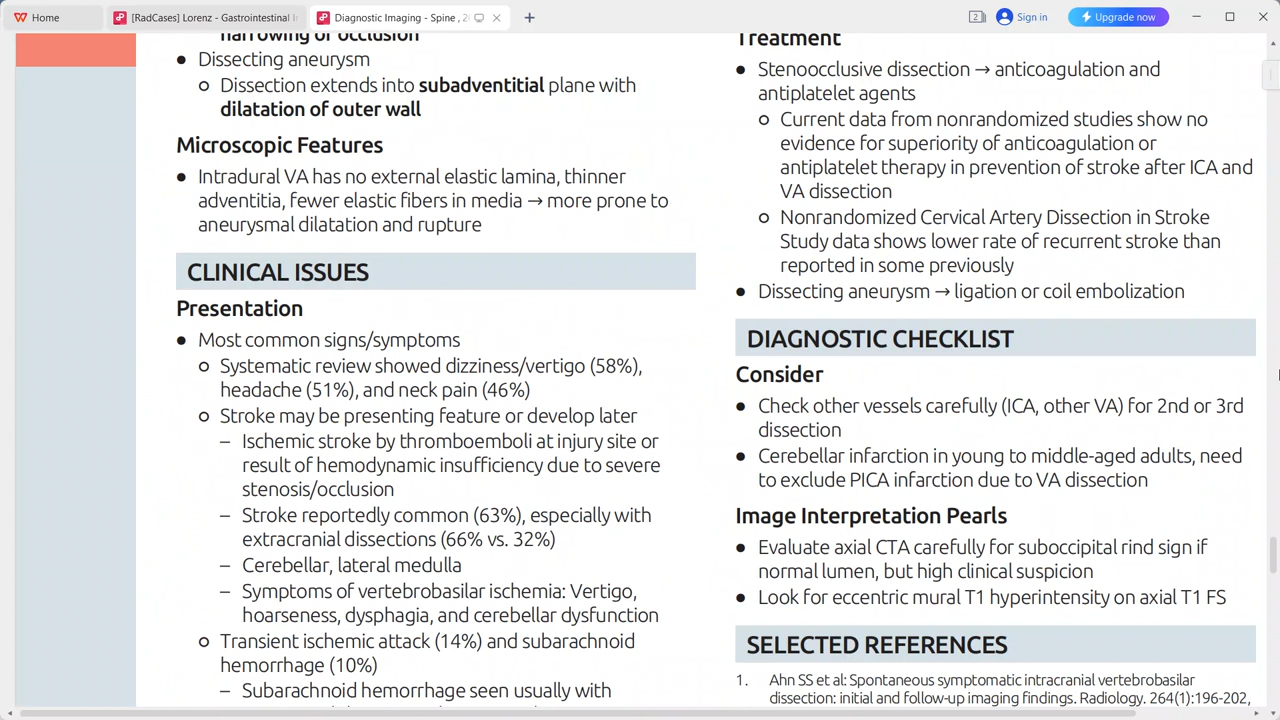 Home
[RadCases] Lorenz - Gastrointestinal I
Diagnostic Imaging - Spine , 2
2
Sign in
Upgrade now
narrowing or occlusion
• Dissecting aneurysm
o Dissection extends into subadventitial plane with
dilatation of outer wall
Microscopic Features
• Intradural VA has no external elastic lamina, thinner
adventitia, fewer elastic fibers in media → more prone to
aneurysmal dilatation and rupture
CLINICAL ISSUES
Presentation
• Most common signs/symptoms
o Systematic review showed dizziness/vertigo (58%),
headache (51%), and neck pain (46%)
o Stroke may be presenting feature or develop later
– Ischemic stroke by thromboemboli at injury site or
result of hemodynamic insufficiency due to severe
stenosis/occlusion
– Stroke reportedly common (63%), especially with
extracranial dissections (66% vs. 32%)
– Cerebellar, lateral medulla
– Symptoms of vertebrobasilar ischemia: Vertigo,
hoarseness, dysphagia, and cerebellar dysfunction
o Transient ischemic attack (14%) and subarachnoid
hemorrhage (10%)
– Subarachnoid hemorrhage seen usually with
Treatment
• Stenoocclusive dissection → anticoagulation and
antiplatelet agents
o Current data from nonrandomized studies show no
evidence for superiority of anticoagulation or
antiplatelet therapy in prevention of stroke after ICA and
VA dissection
o Nonrandomized Cervical Artery Dissection in Stroke
Study data shows lower rate of recurrent stroke than
reported in some previously
• Dissecting aneurysm → ligation or coil embolization
DIAGNOSTIC CHECKLIST
Consider
• Check other vessels carefully (ICA, other VA) for 2nd or 3rd
dissection
• Cerebellar infarction in young to middle-aged adults, need
to exclude PICA infarction due to VA dissection
Image Interpretation Pearls
• Evaluate axial CTA carefully for suboccipital rind sign if
normal lumen, but high clinical suspicion
• Look for eccentric mural T1 hyperintensity on axial T1 FS
SELECTED REFERENCES
1. Ahn SS et al: Spontaneous symptomatic intracranial vertebrobasilar
dissection: initial and follow-up imaging findings. Radiology. 264(1):196-202,